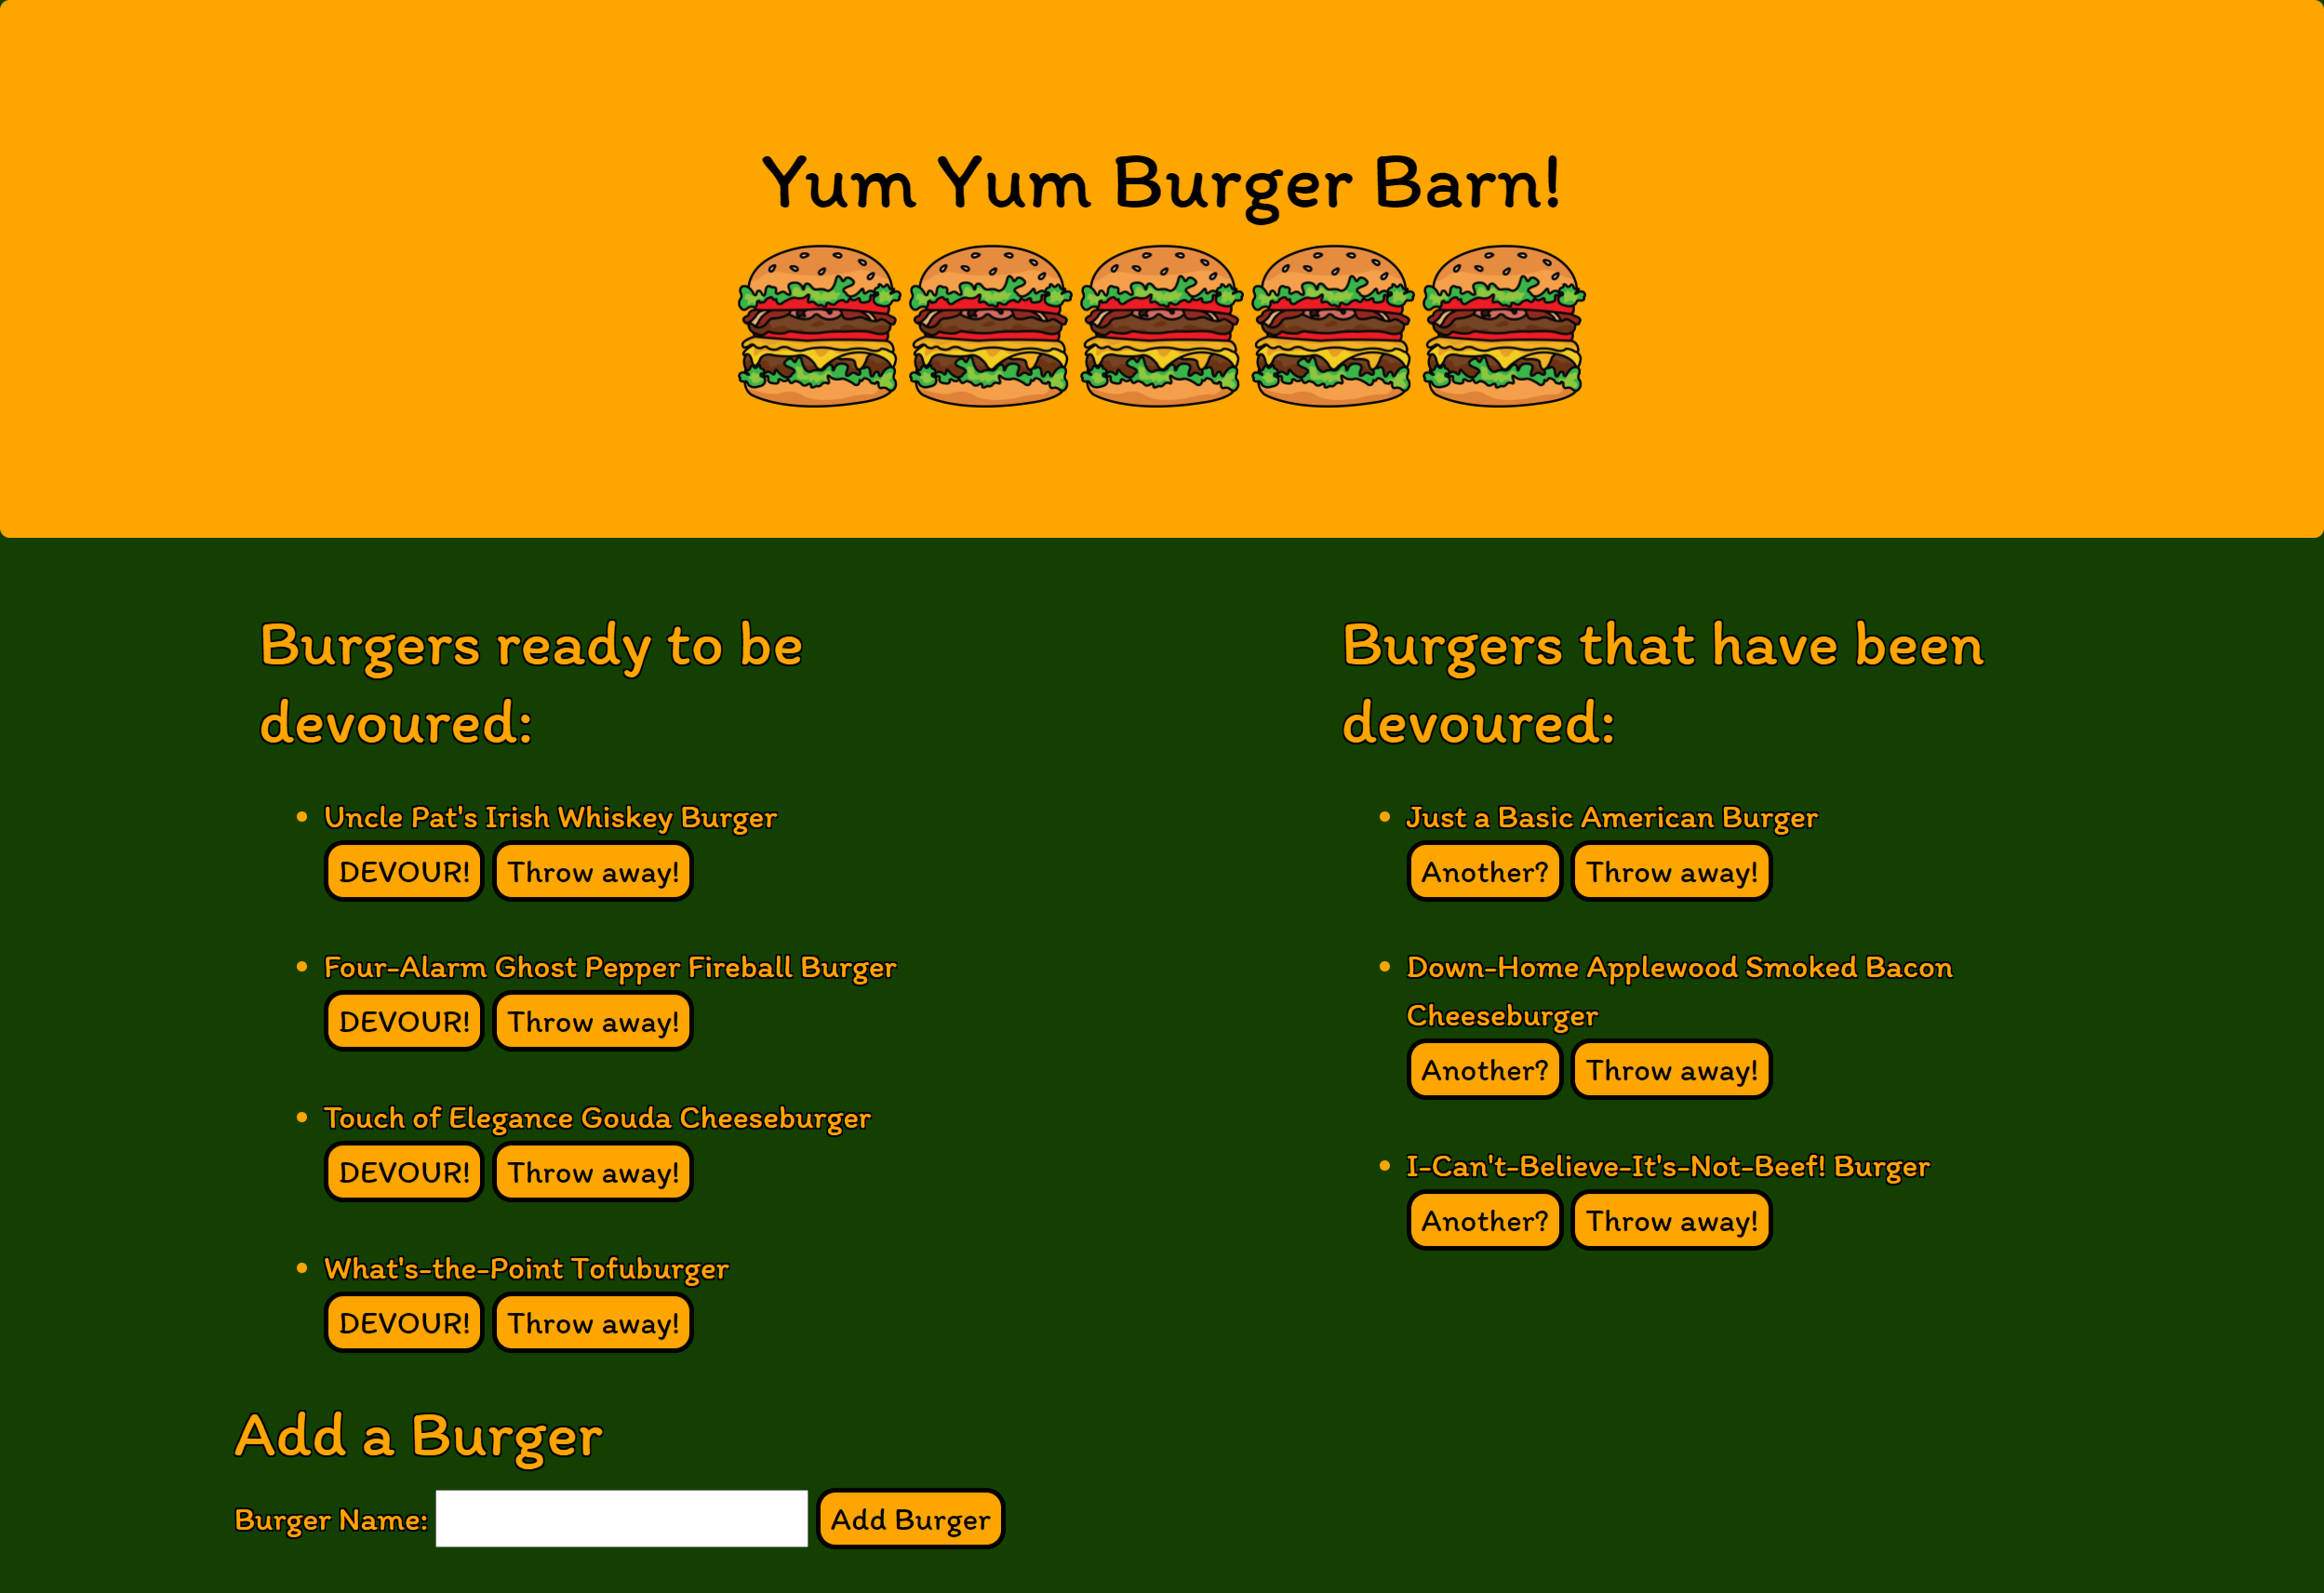 Yum Yum Burger Barn!
Burgers ready to be
devoured:
Uncle Pat's Irish Whiskey Burger
DEVOUR! Throw away!
Four-Alarm Ghost Pepper Fireball Burger
DEVOUR! Throw away!
Touch of Elegance Gouda Cheeseburger
DEVOUR! Throw away!
What's-the-Point Tofuburger
DEVOUR! Throw away!
Burgers that have been
devoured:
Just a Basic American Burger
Another? Throw away!
Down-Home Applewood Smoked Bacon
Cheeseburger
Another? Throw away!
I-Can't-Believe-It's-Not-Beef! Burger
Another? Throw away!
Add a Burger
Burger Name: Add Burger